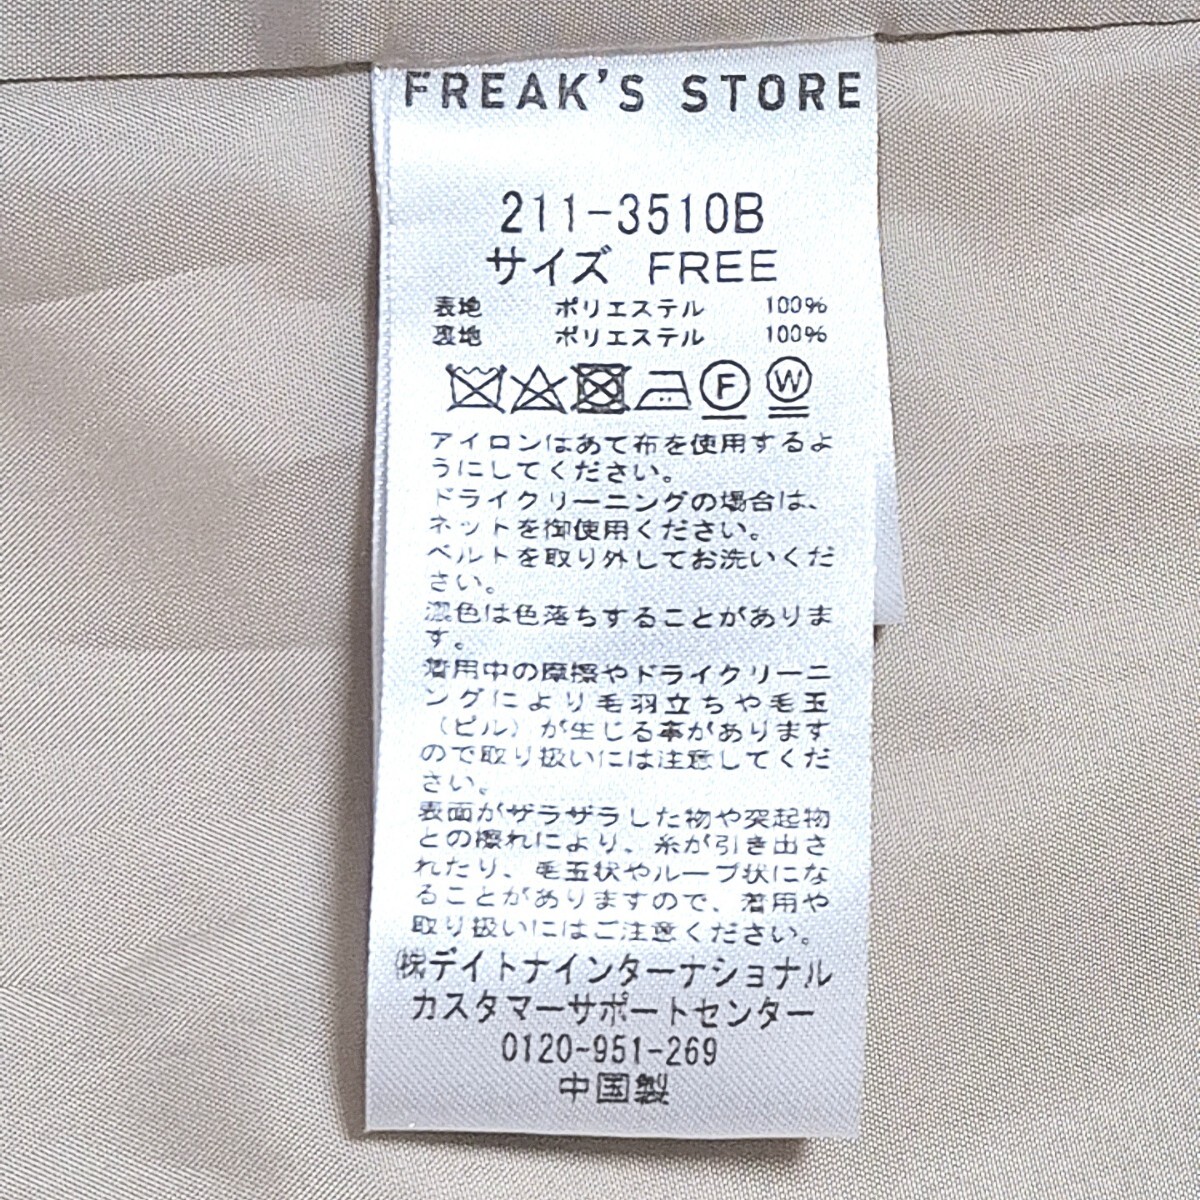 FREAK'S STORE
211-3510B
サイズ FREE
表地 ポリエステル 100%
裏地 ポリエステル 100%
F W
アイロンはあて布を使用するよ
うにしてください。
ドライクリーニングの場合は、
ネットを御使用ください。
ベルトを取り外してお洗いくだ
さい。
濃色は色落ちすることがありま
す。
着用中の摩擦やドライクリーニ
ングにより毛羽立ちや毛玉
(ピル)が生じる事があります
ので取り扱いには注意してくだ
さい。
表面がザラザラした物や突起物
との擦れにより、糸が引き出さ
れたり、毛玉状やループ状にな
ることがありますので、着用や
取り扱いにはご注意ください。
㈱デイトナインターナショナル
カスタマーサポートセンター
0120-951-269
中国製